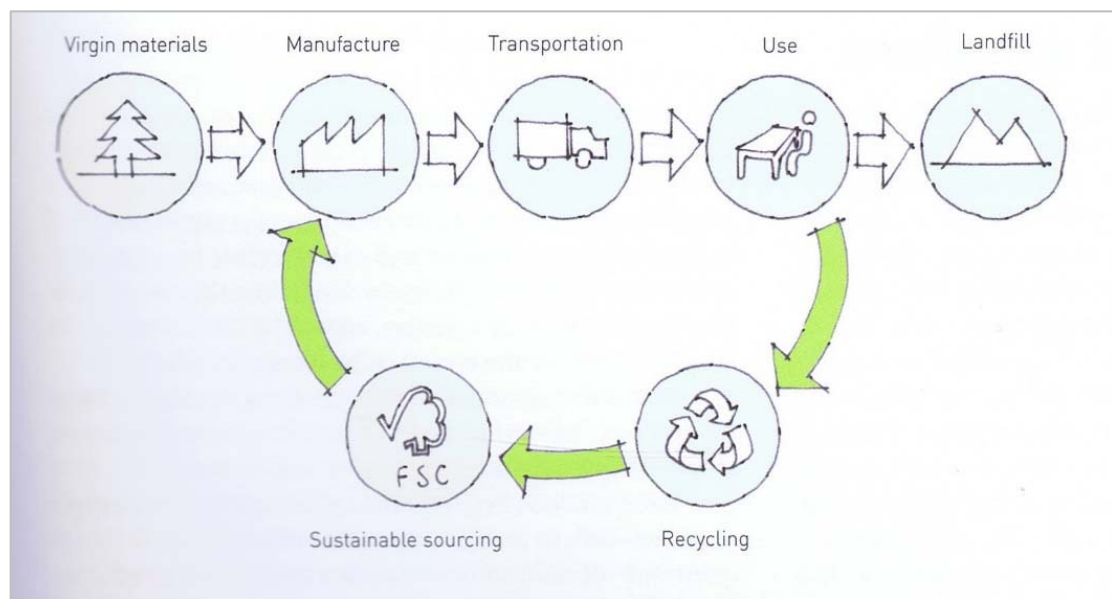 Virgin materials
Manufacture
Transportation
Use
Landfill
FSC
Sustainable sourcing
Recycling